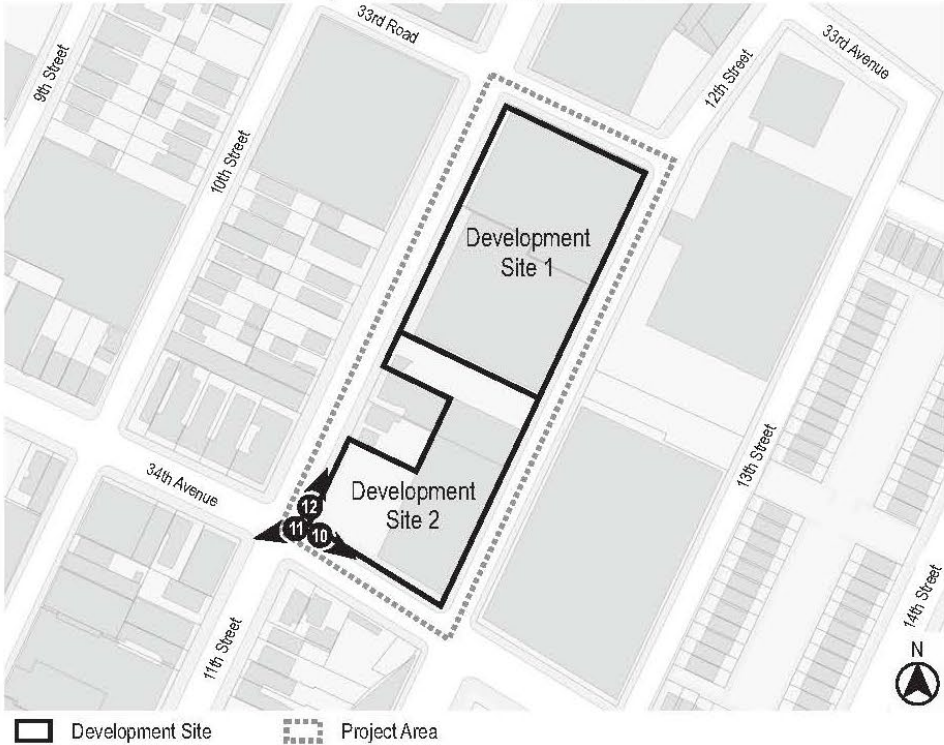 33rd Road
33rd Avenue
9th Street
12th Street
10th Street
Development
Site 1
13th Street
34th Avenue
Development
Site 2
12
11
10
14th Street
11th Street
N
Development Site
Project Area